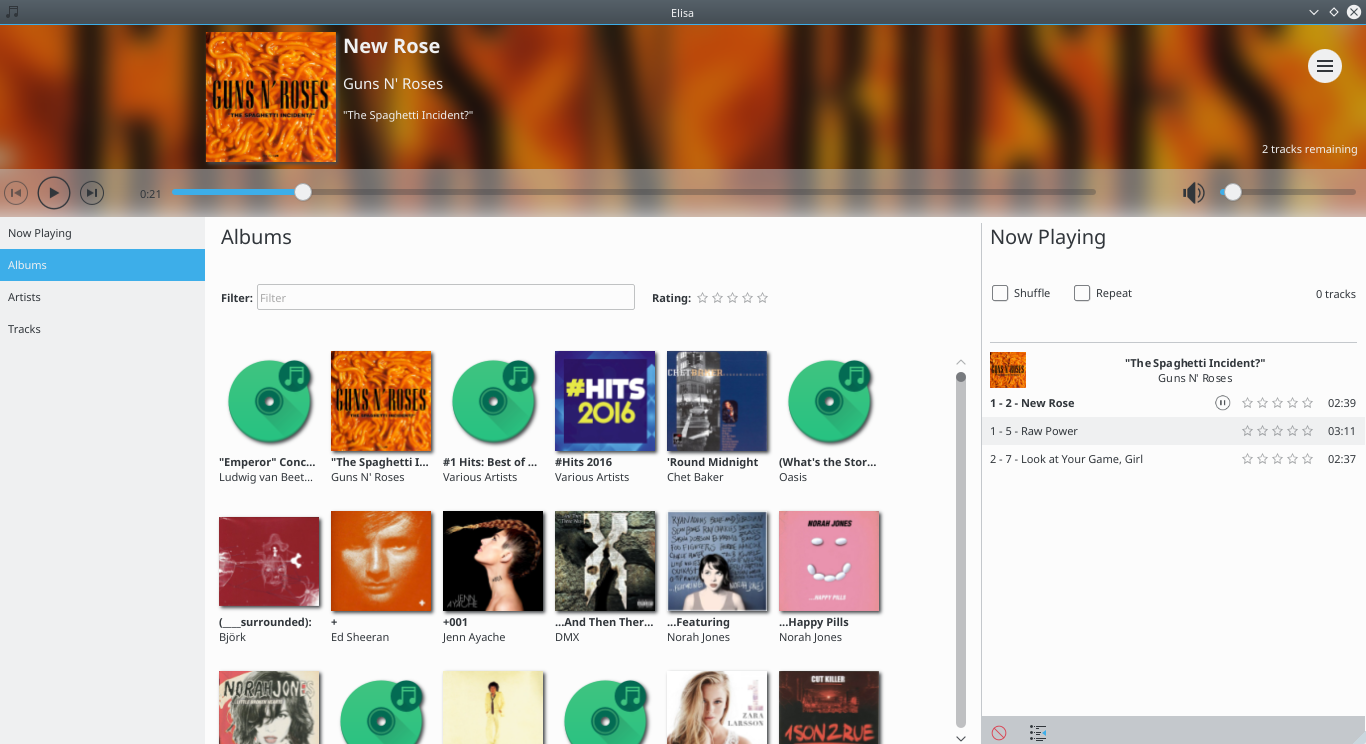 Elisa
New Rose
Guns N' Roses
"The Spaghetti Incident?"
GUNS N' ROSES
"THE SPAGHETTI INCIDENT?"
2 tracks remaining
0:21
Now Playing
Albums
Artists
Tracks
Albums
Filter: Filter
Rating:
"Emperor" Conc...
Ludwig van Beet...
GUNS N' ROSES
"The Spaghetti I...
Guns N' Roses
#1 Hits: Best of ...
Various Artists
#HITS
2016
#Hits 2016
Various Artists
CHET BAKER
'Round Midnight
Chet Baker
(What's the Stor...
Oasis
(____surrounded):
Björk
+
Ed Sheeran
JENN
AYACHE
+001
Jenn Ayache
...And Then Ther...
DMX
...Featuring
Norah Jones
NORAH JONES
...HAPPY PILLS
...Happy Pills
Norah Jones
NORAH JONES
ZARA
LARSSON
1
CUT KILLER
1SON2RUE
Now Playing
Shuffle
Repeat
0 tracks
"The Spaghetti Incident?"
Guns N' Roses
1 - 2 - New Rose 02:39
1 - 5 - Raw Power 03:11
2 - 7 - Look at Your Game, Girl 02:37